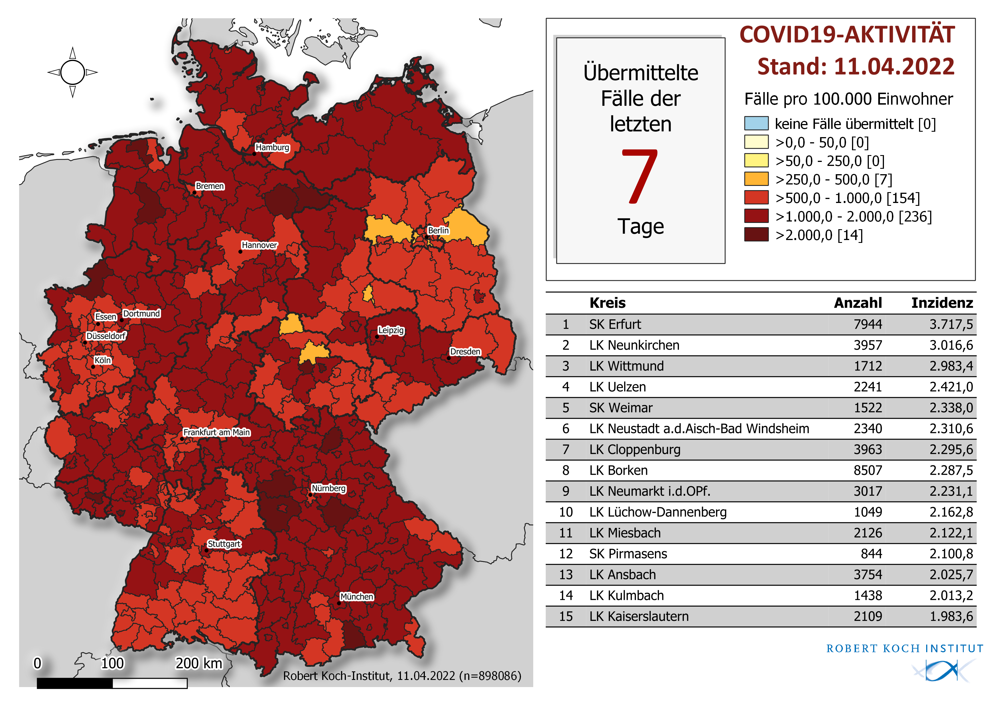 COVID19-AKTIVITÄT
Stand: 11.04.2022
Übermittelte
Fälle der
letzten
7
Tage
Fälle pro 100.000 Einwohner
keine Fälle übermittelt [0]
>0,0 - 50,0 [0]
>50,0 - 250,0 [0]
>250,0 - 500,0 [7]
>500,0 - 1.000,0 [154]
>1.000,0 - 2.000,0 [236]
>2.000,0 [14]
Hamburg
Bremen
Berlin
Hannover
Essen
Dortmund
Düsseldorf
Leipzig
Dresden
Köln
Frankfurt am Main
Nürnberg
Stuttgart
München
0 100 200 km
Robert Koch-Institut, 11.04.2022 (n=898086)
Kreis Anzahl Inzidenz
1 SK Erfurt 7944 3.717,5
2 LK Neunkirchen 3957 3.016,6
3 LK Wittmund 1712 2.983,4
4 LK Uelzen 2241 2.421,0
5 SK Weimar 1522 2.338,0
6 LK Neustadt a.d.Aisch-Bad Windsheim 2340 2.310,6
7 LK Cloppenburg 3963 2.295,6
8 LK Borken 8507 2.287,5
9 LK Neumarkt i.d.OPf. 3017 2.231,1
10 LK Lüchow-Dannenberg 1049 2.162,8
11 LK Miesbach 2126 2.122,1
12 SK Pirmasens 844 2.100,8
13 LK Ansbach 3754 2.025,7
14 LK Kulmbach 1438 2.013,2
15 LK Kaiserslautern 2109 1.983,6
ROBERT KOCH INSTITUT